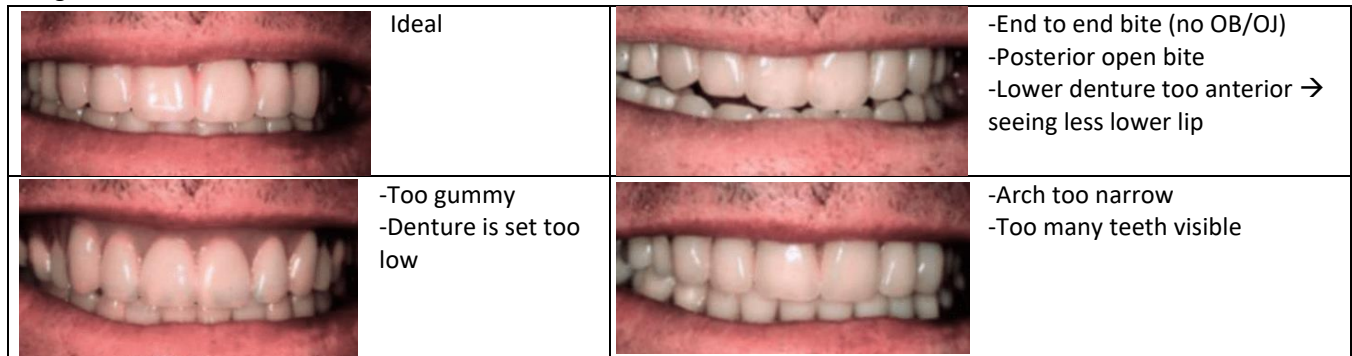 Ideal
-End to end bite (no OB/OJ)
-Posterior open bite
-Lower denture too anterior →
seeing less lower lip
-Too gummy
-Denture is set too
low
-Arch too narrow
-Too many teeth visible